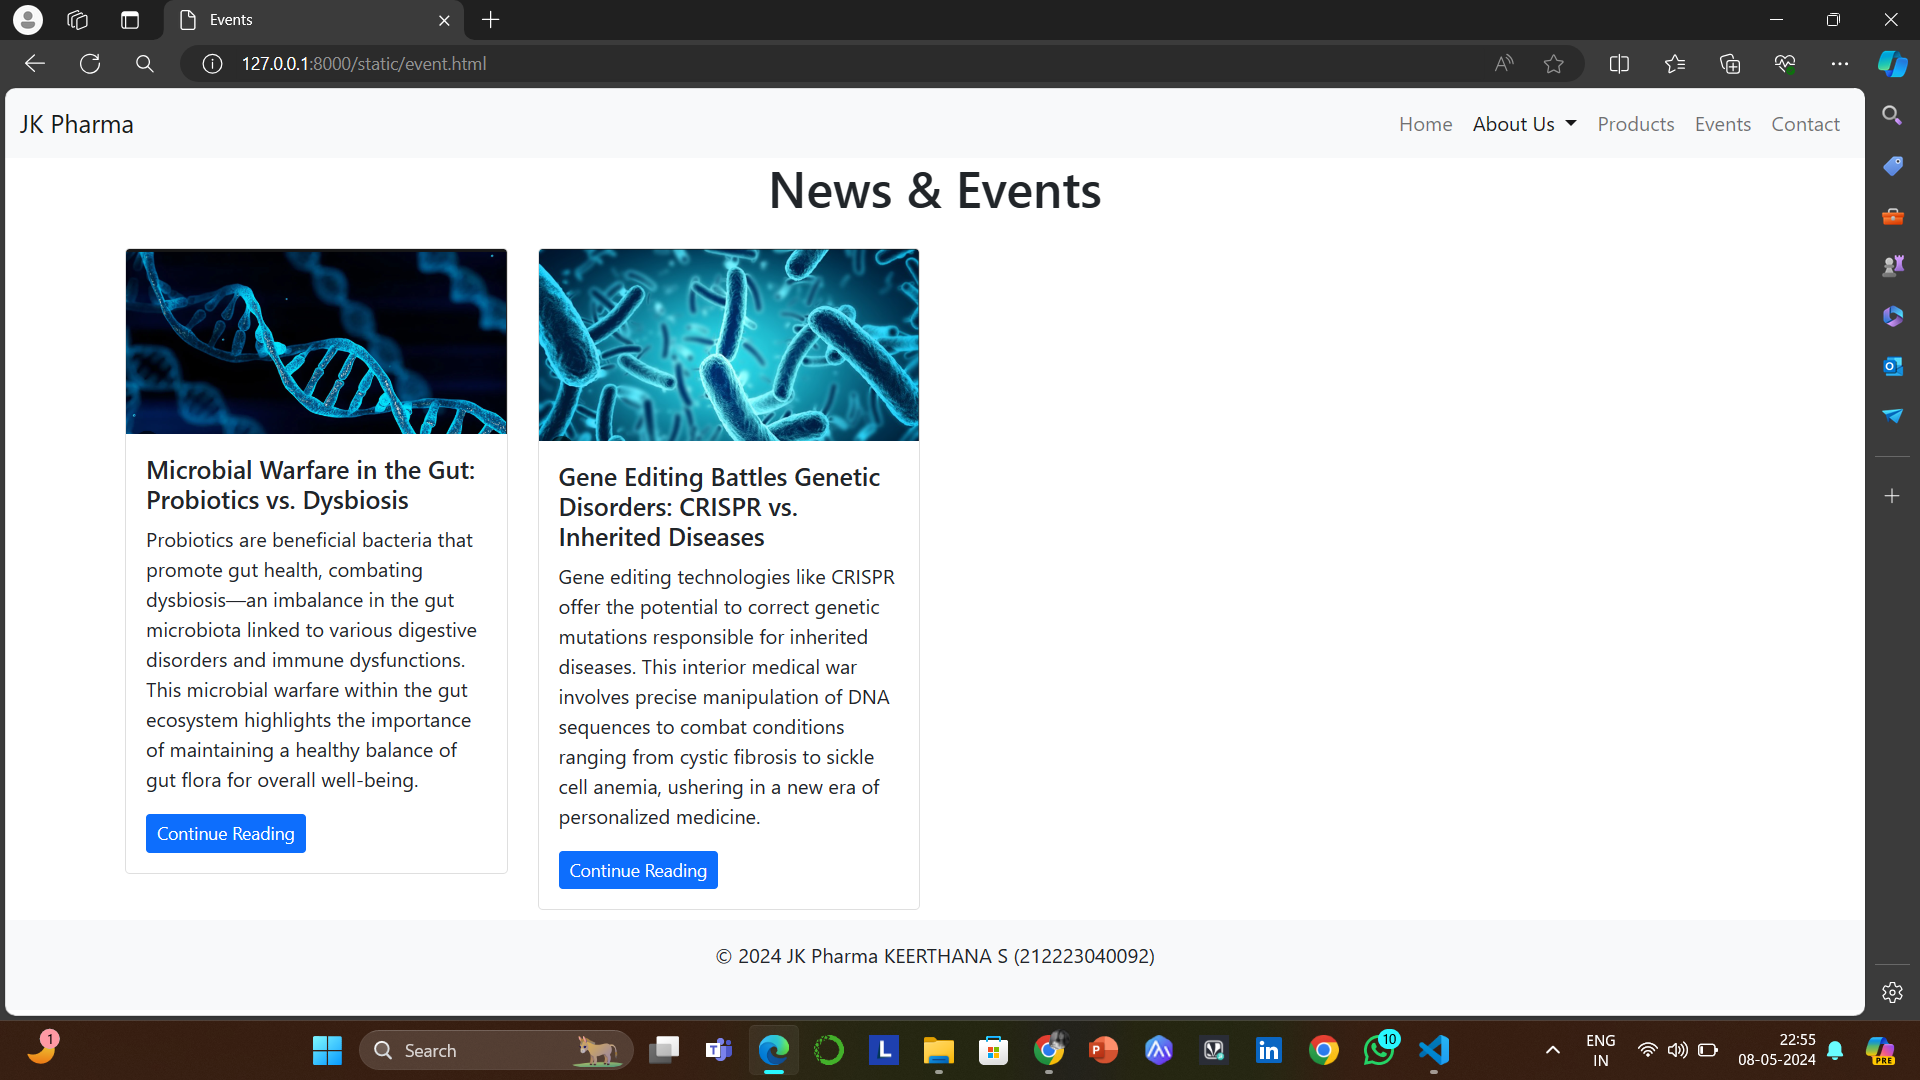 Events
127.0.0.1:8000/static/event.html
JK Pharma
Home About Us Products Events Contact
News & Events
Microbial Warfare in the Gut:
Probiotics vs. Dysbiosis
Probiotics are beneficial bacteria that
promote gut health, combating
dysbiosis—an imbalance in the gut
microbiota linked to various digestive
disorders and immune dysfunctions.
This microbial warfare within the gut
ecosystem highlights the importance
of maintaining a healthy balance of
gut flora for overall well-being.
Continue Reading
Gene Editing Battles Genetic
Disorders: CRISPR vs.
Inherited Diseases
Gene editing technologies like CRISPR
offer the potential to correct genetic
mutations responsible for inherited
diseases. This interior medical war
involves precise manipulation of DNA
sequences to combat conditions
ranging from cystic fibrosis to sickle
cell anemia, ushering in a new era of
personalized medicine.
Continue Reading
© 2024 JK Pharma KEERTHANA S (212223040092)
1
Search
L
P
in
10
ENG
IN
22:55
08-05-2024
PRE